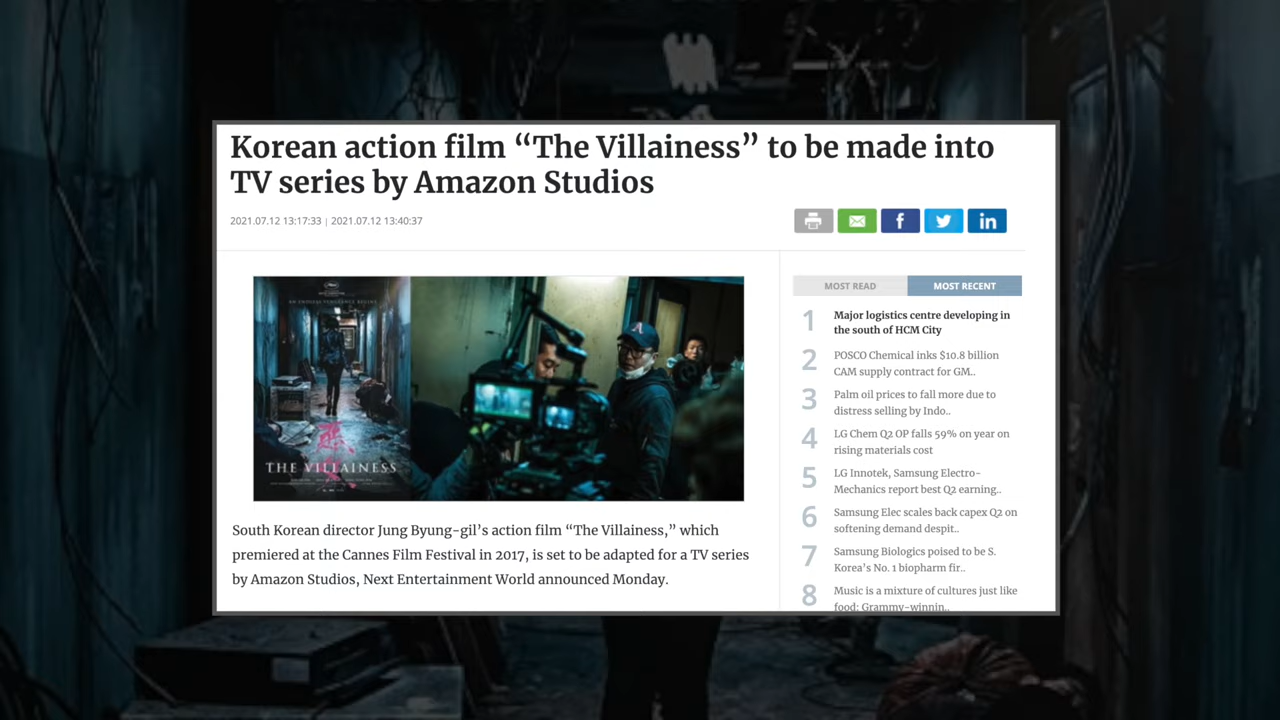 Korean action film “The Villainess” to be made into
TV series by Amazon Studios
2021.07.12 13:17:33 | 2021.07.12 13:40:37
in
MOST READ
MOST RECENT
AN ENDLESS VENGEANCE BEGINS
THE VILLAINESS
A
South Korean director Jung Byung-gil’s action film “The Villainess,” which
premiered at the Cannes Film Festival in 2017, is set to be adapted for a TV series
by Amazon Studios, Next Entertainment World announced Monday.
1 Major logistics centre developing in
the south of HCM City
2 POSCO Chemical inks $10.8 billion
CAM supply contract for GM..
3 Palm oil prices to fall more due to
distress selling by Indo..
4 LG Chem Q2 OP falls 59% on year on
rising materials cost
5 LG Innotek, Samsung Electro-
Mechanics report best Q2 earning..
6 Samsung Elec scales back capex Q2 on
softening demand despit..
7 Samsung Biologics poised to be S.
Korea’s No. 1 biopharm fir..
8 Music is a mixture of cultures just like
food: Grammy-winnin..